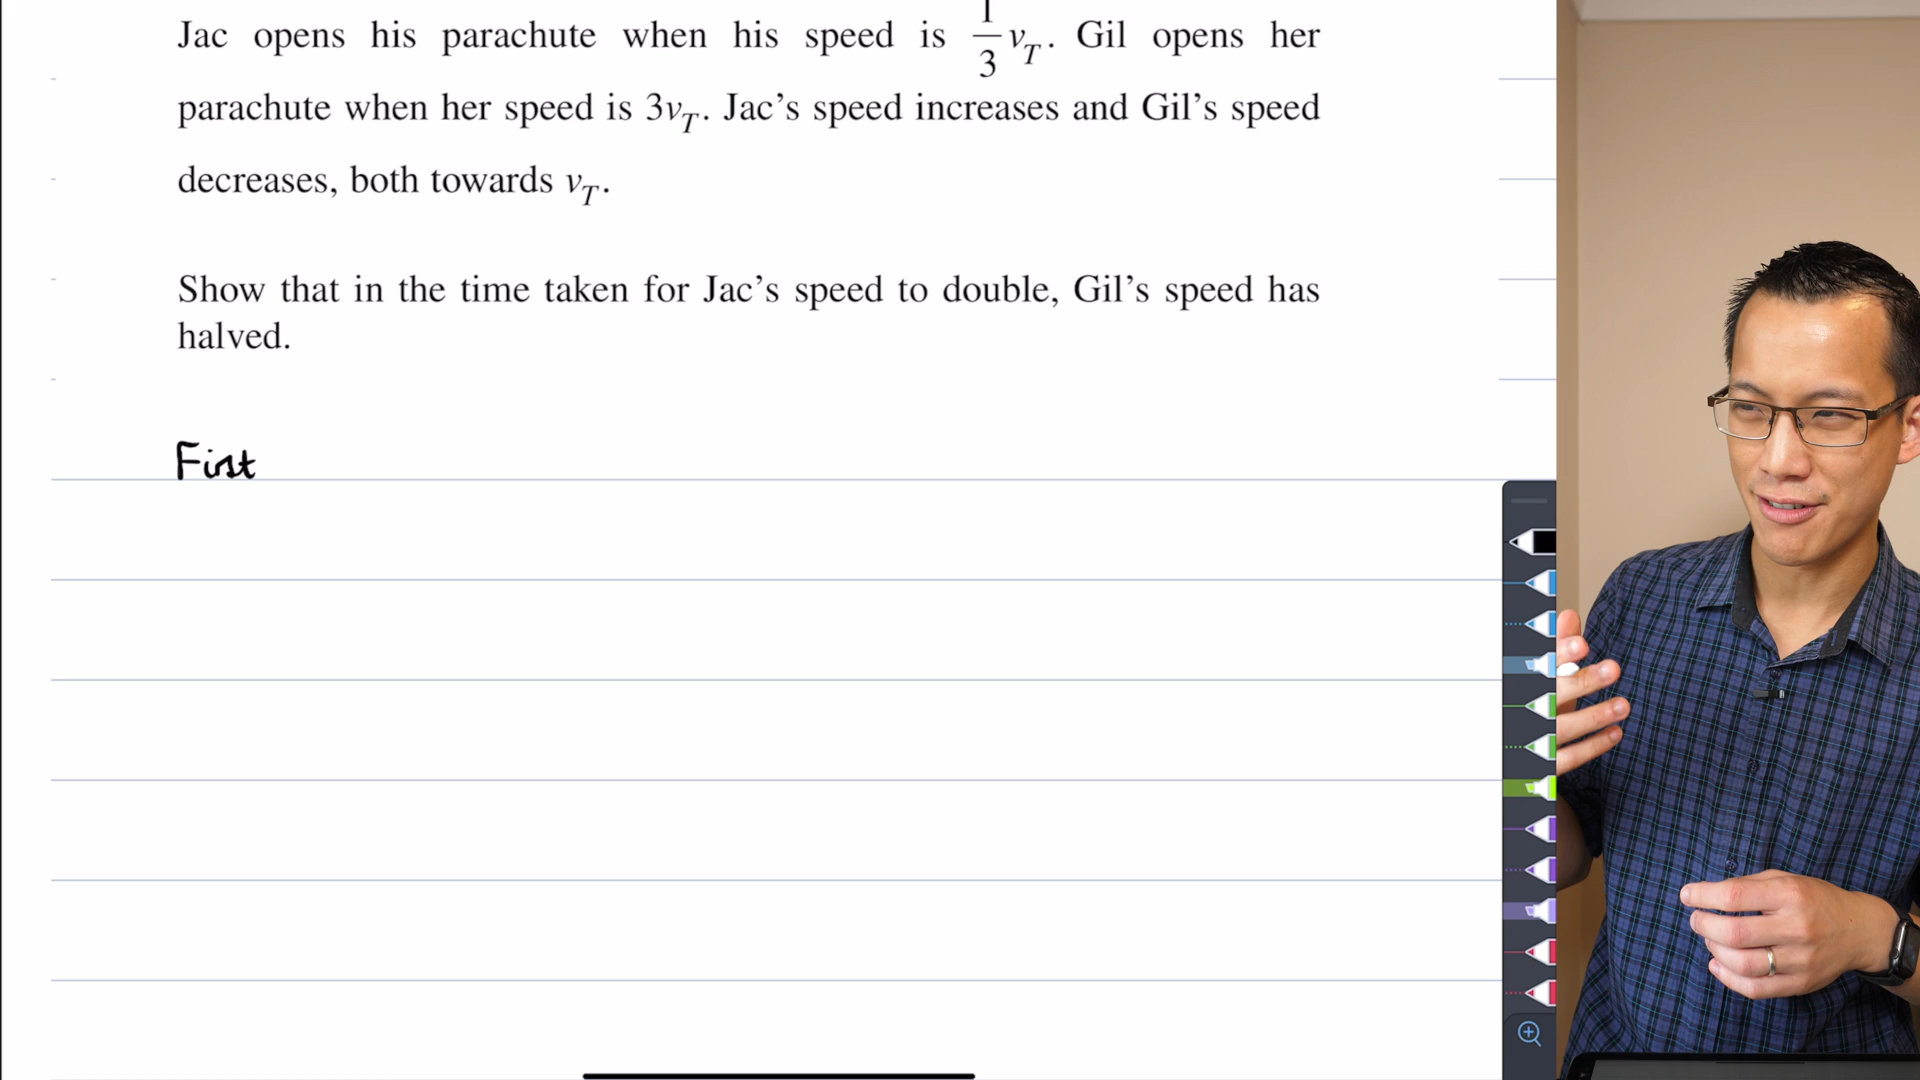 Jac opens his parachute when his speed is 1/3 v_T. Gil opens her
parachute when her speed is 3v_T. Jac’s speed increases and Gil’s speed
decreases, both towards v_T.
Show that in the time taken for Jac’s speed to double, Gil’s speed has
halved.
First